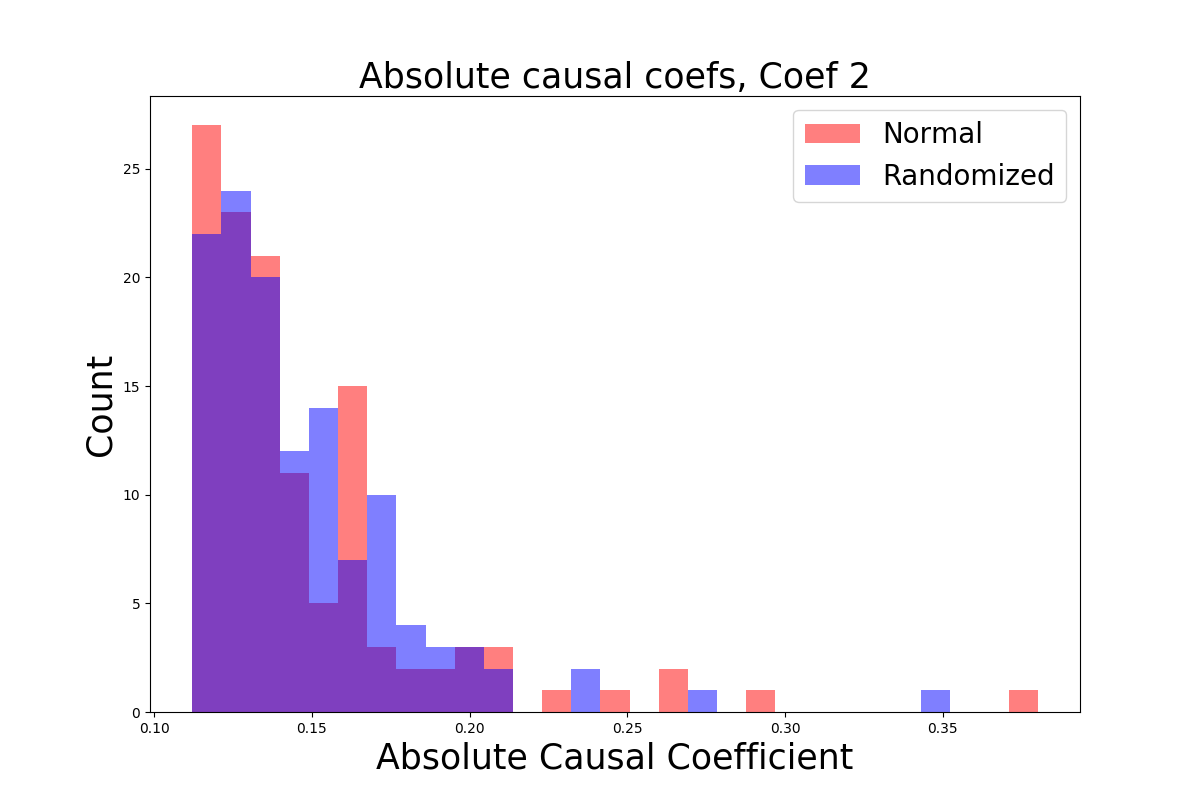 Absolute causal coefs, Coef 2
Normal
Randomized
Count
25
20
15
10
5
0
0.10 0.15 0.20 0.25 0.30 0.35
Absolute Causal Coefficient